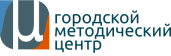 µ городской
методический
центр